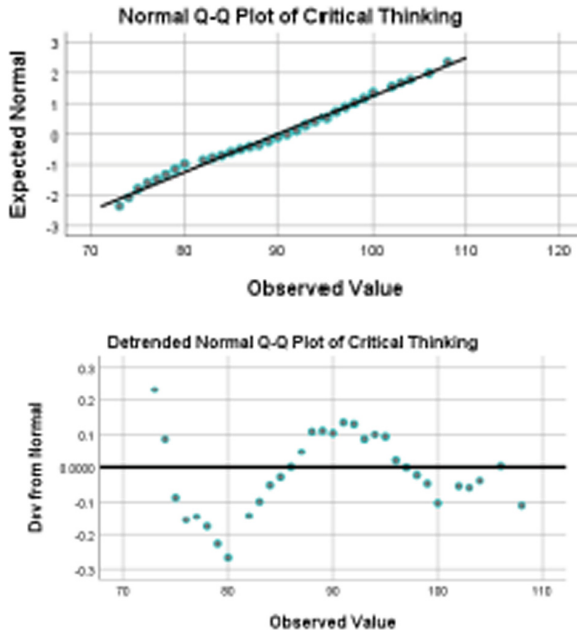 Normal Q-Q Plot of Critical Thinking
Expected Normal
3
2
1
0
-1
-2
-3
70 80 90 100 110 120
Observed Value
Detrended Normal Q-Q Plot of Critical Thinking
Dev from Normal
0.3
0.2
0.1
0.0000
-0.1
-0.2
-0.3
70 80 90 100 110
Observed Value